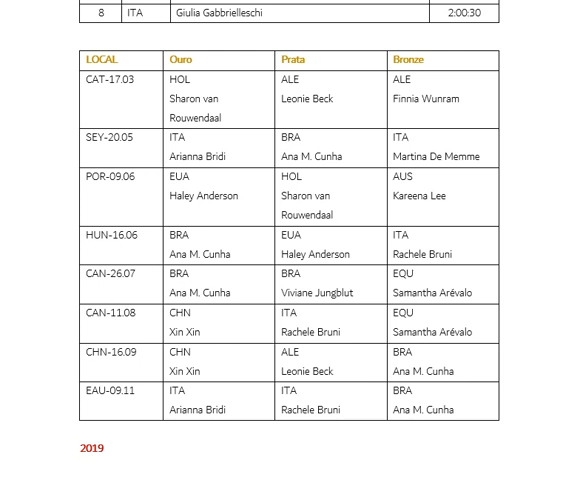 8 ITA Giulia Gabbrielleschi 2:00:30
LOCAL Ouro Prata Bronze
CAT-17.03 HOL ALE ALE
Sharon van Leonie Beck Finnia Wunram
Rouwendaal
SEY-20.05 ITA BRA ITA
Arianna Bridi Ana M. Cunha Martina De Memme
POR-09.06 EUA HOL AUS
Haley Anderson Sharon van Kareena Lee
Rouwendaal
HUN-16.06 BRA EUA ITA
Ana M. Cunha Haley Anderson Rachele Bruni
CAN-26.07 BRA BRA EQU
Ana M. Cunha Viviane Jungblut Samantha Arévalo
CAN-11.08 CHN ITA EQU
Xin Xin Rachele Bruni Samantha Arévalo
CHN-16.09 CHN ALE BRA
Xin Xin Leonie Beck Ana M. Cunha
EAU-09.11 ITA ITA BRA
Arianna Bridi Rachele Bruni Ana M. Cunha
2019